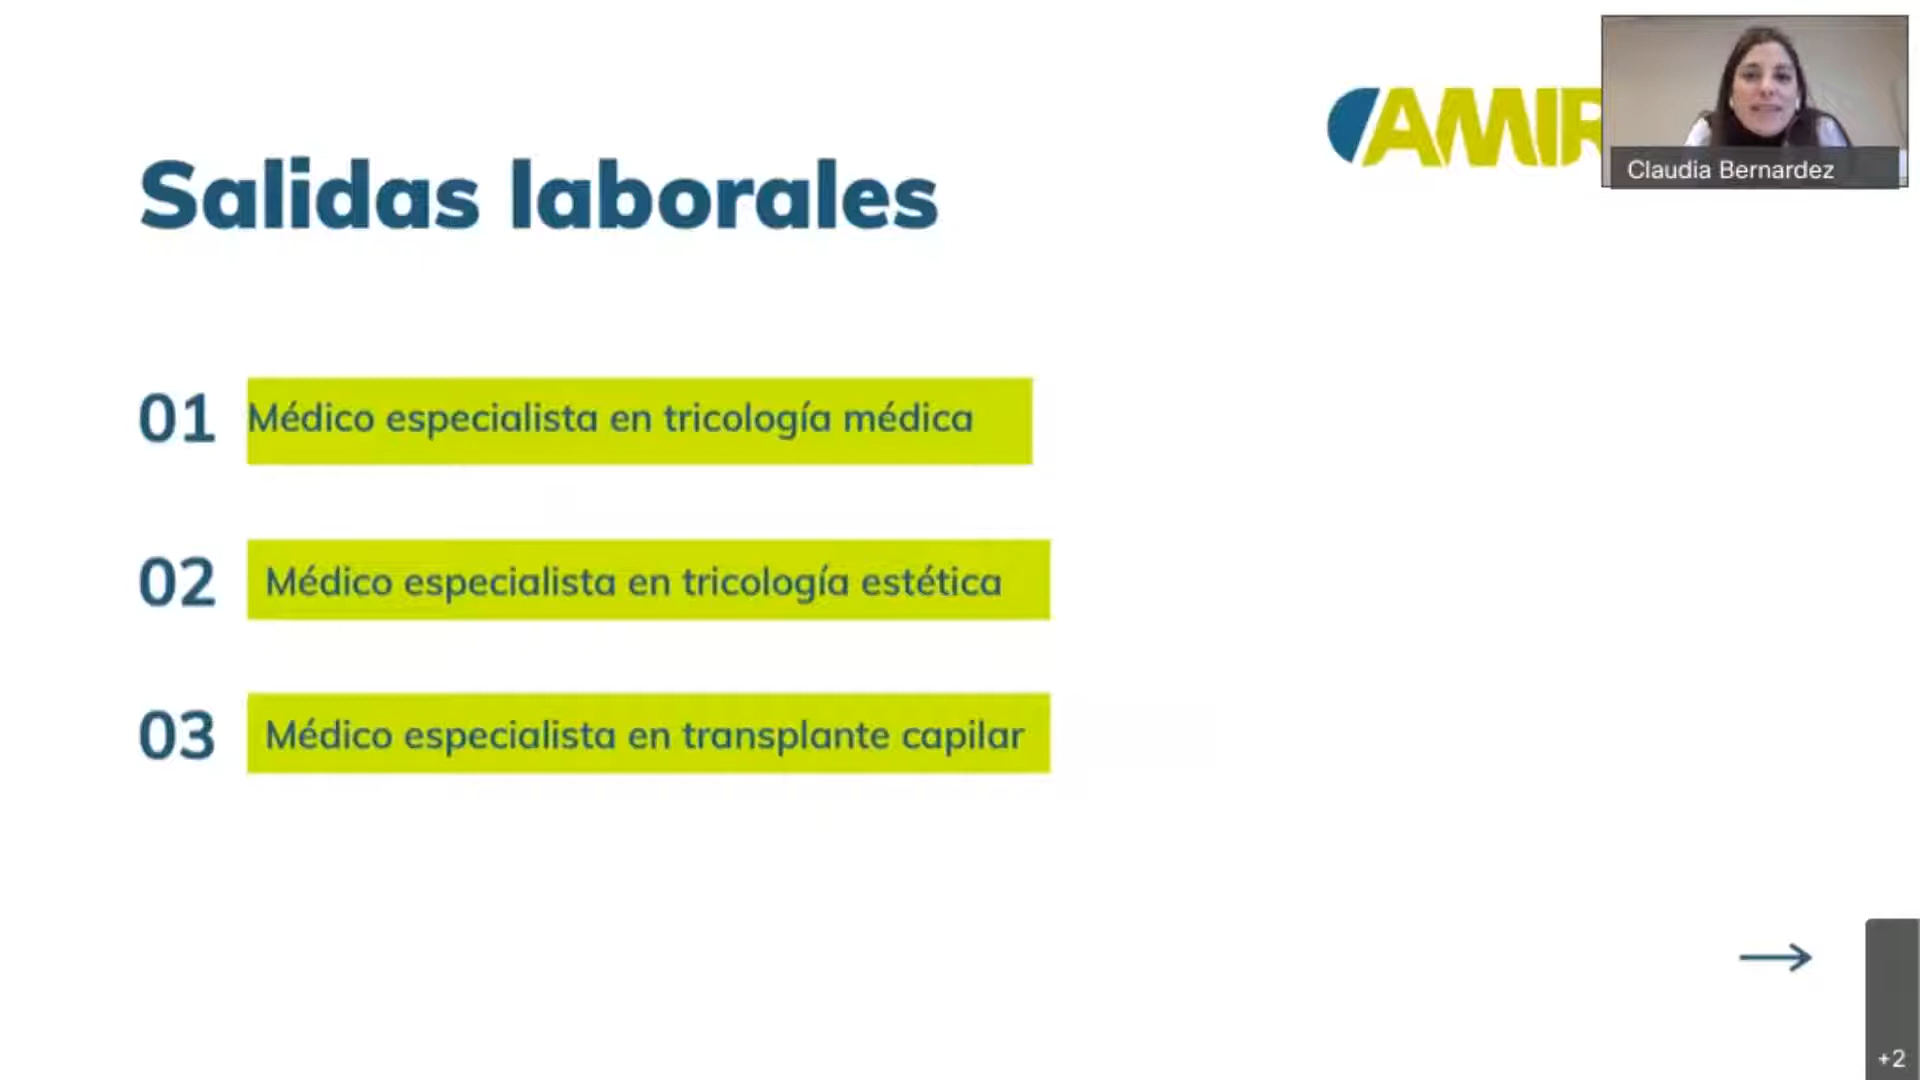 AMIR
Claudia Bernardez
Salidas laborales
01 Médico especialista en tricología médica
02 Médico especialista en tricología estética
03 Médico especialista en transplante capilar
+2